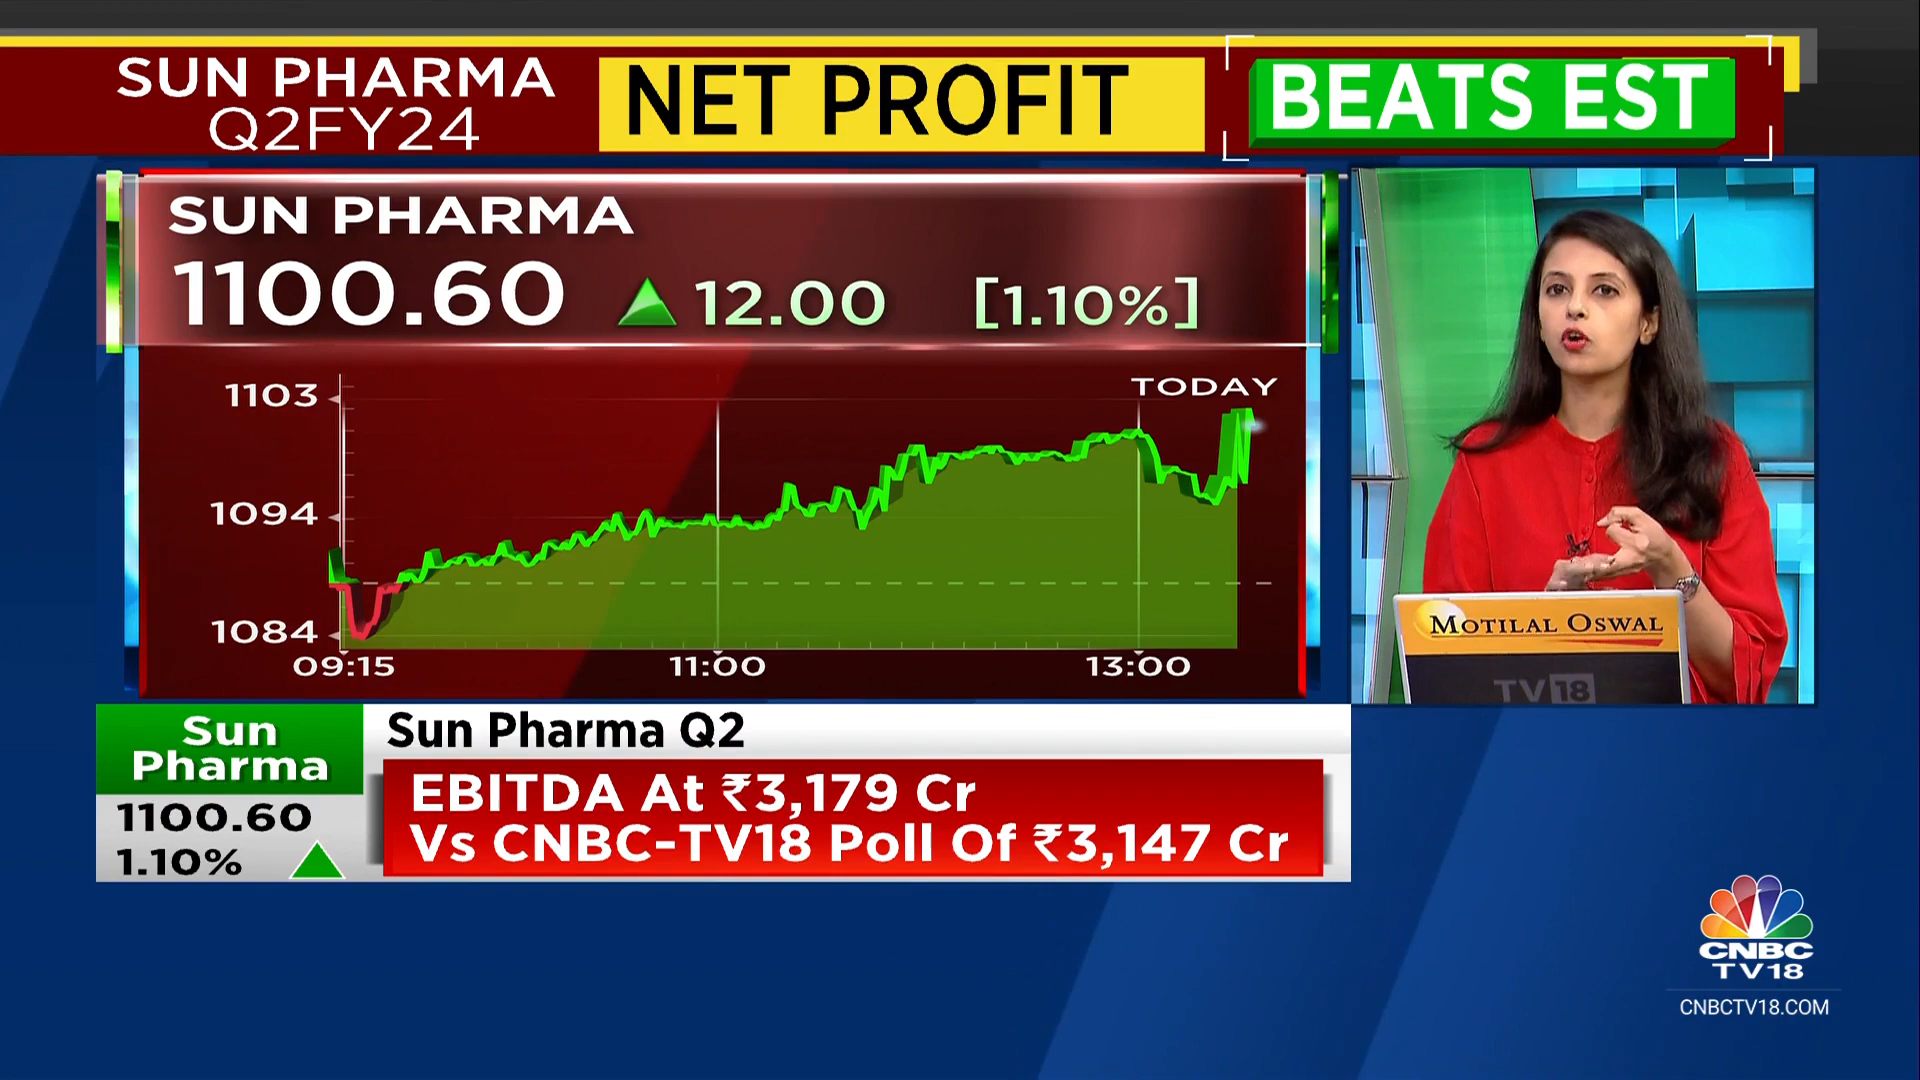 SUN PHARMA
Q2FY24
NET PROFIT
BEATS EST
SUN PHARMA
1100.60 12.00 [1.10%]
TODAY
1103
1094
1084
09:15 11:00 13:00
MOTILAL OSWAL
TV18
Sun
Pharma
1100.60
1.10%
Sun Pharma Q2
EBITDA At ₹3,179 Cr
Vs CNBC-TV18 Poll Of ₹3,147 Cr
CNBC
TV18
CNBCTV18.COM